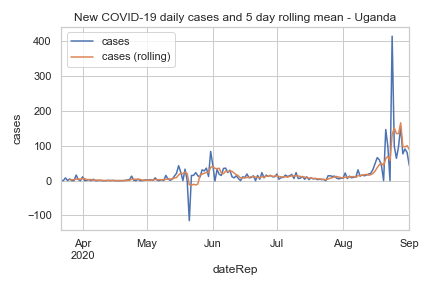 New COVID-19 daily cases and 5 day rolling mean - Uganda
cases
cases (rolling)
400
300
200
100
0
−100
cases
Apr
2020
May
Jun
Jul
Aug
Sep
dateRep